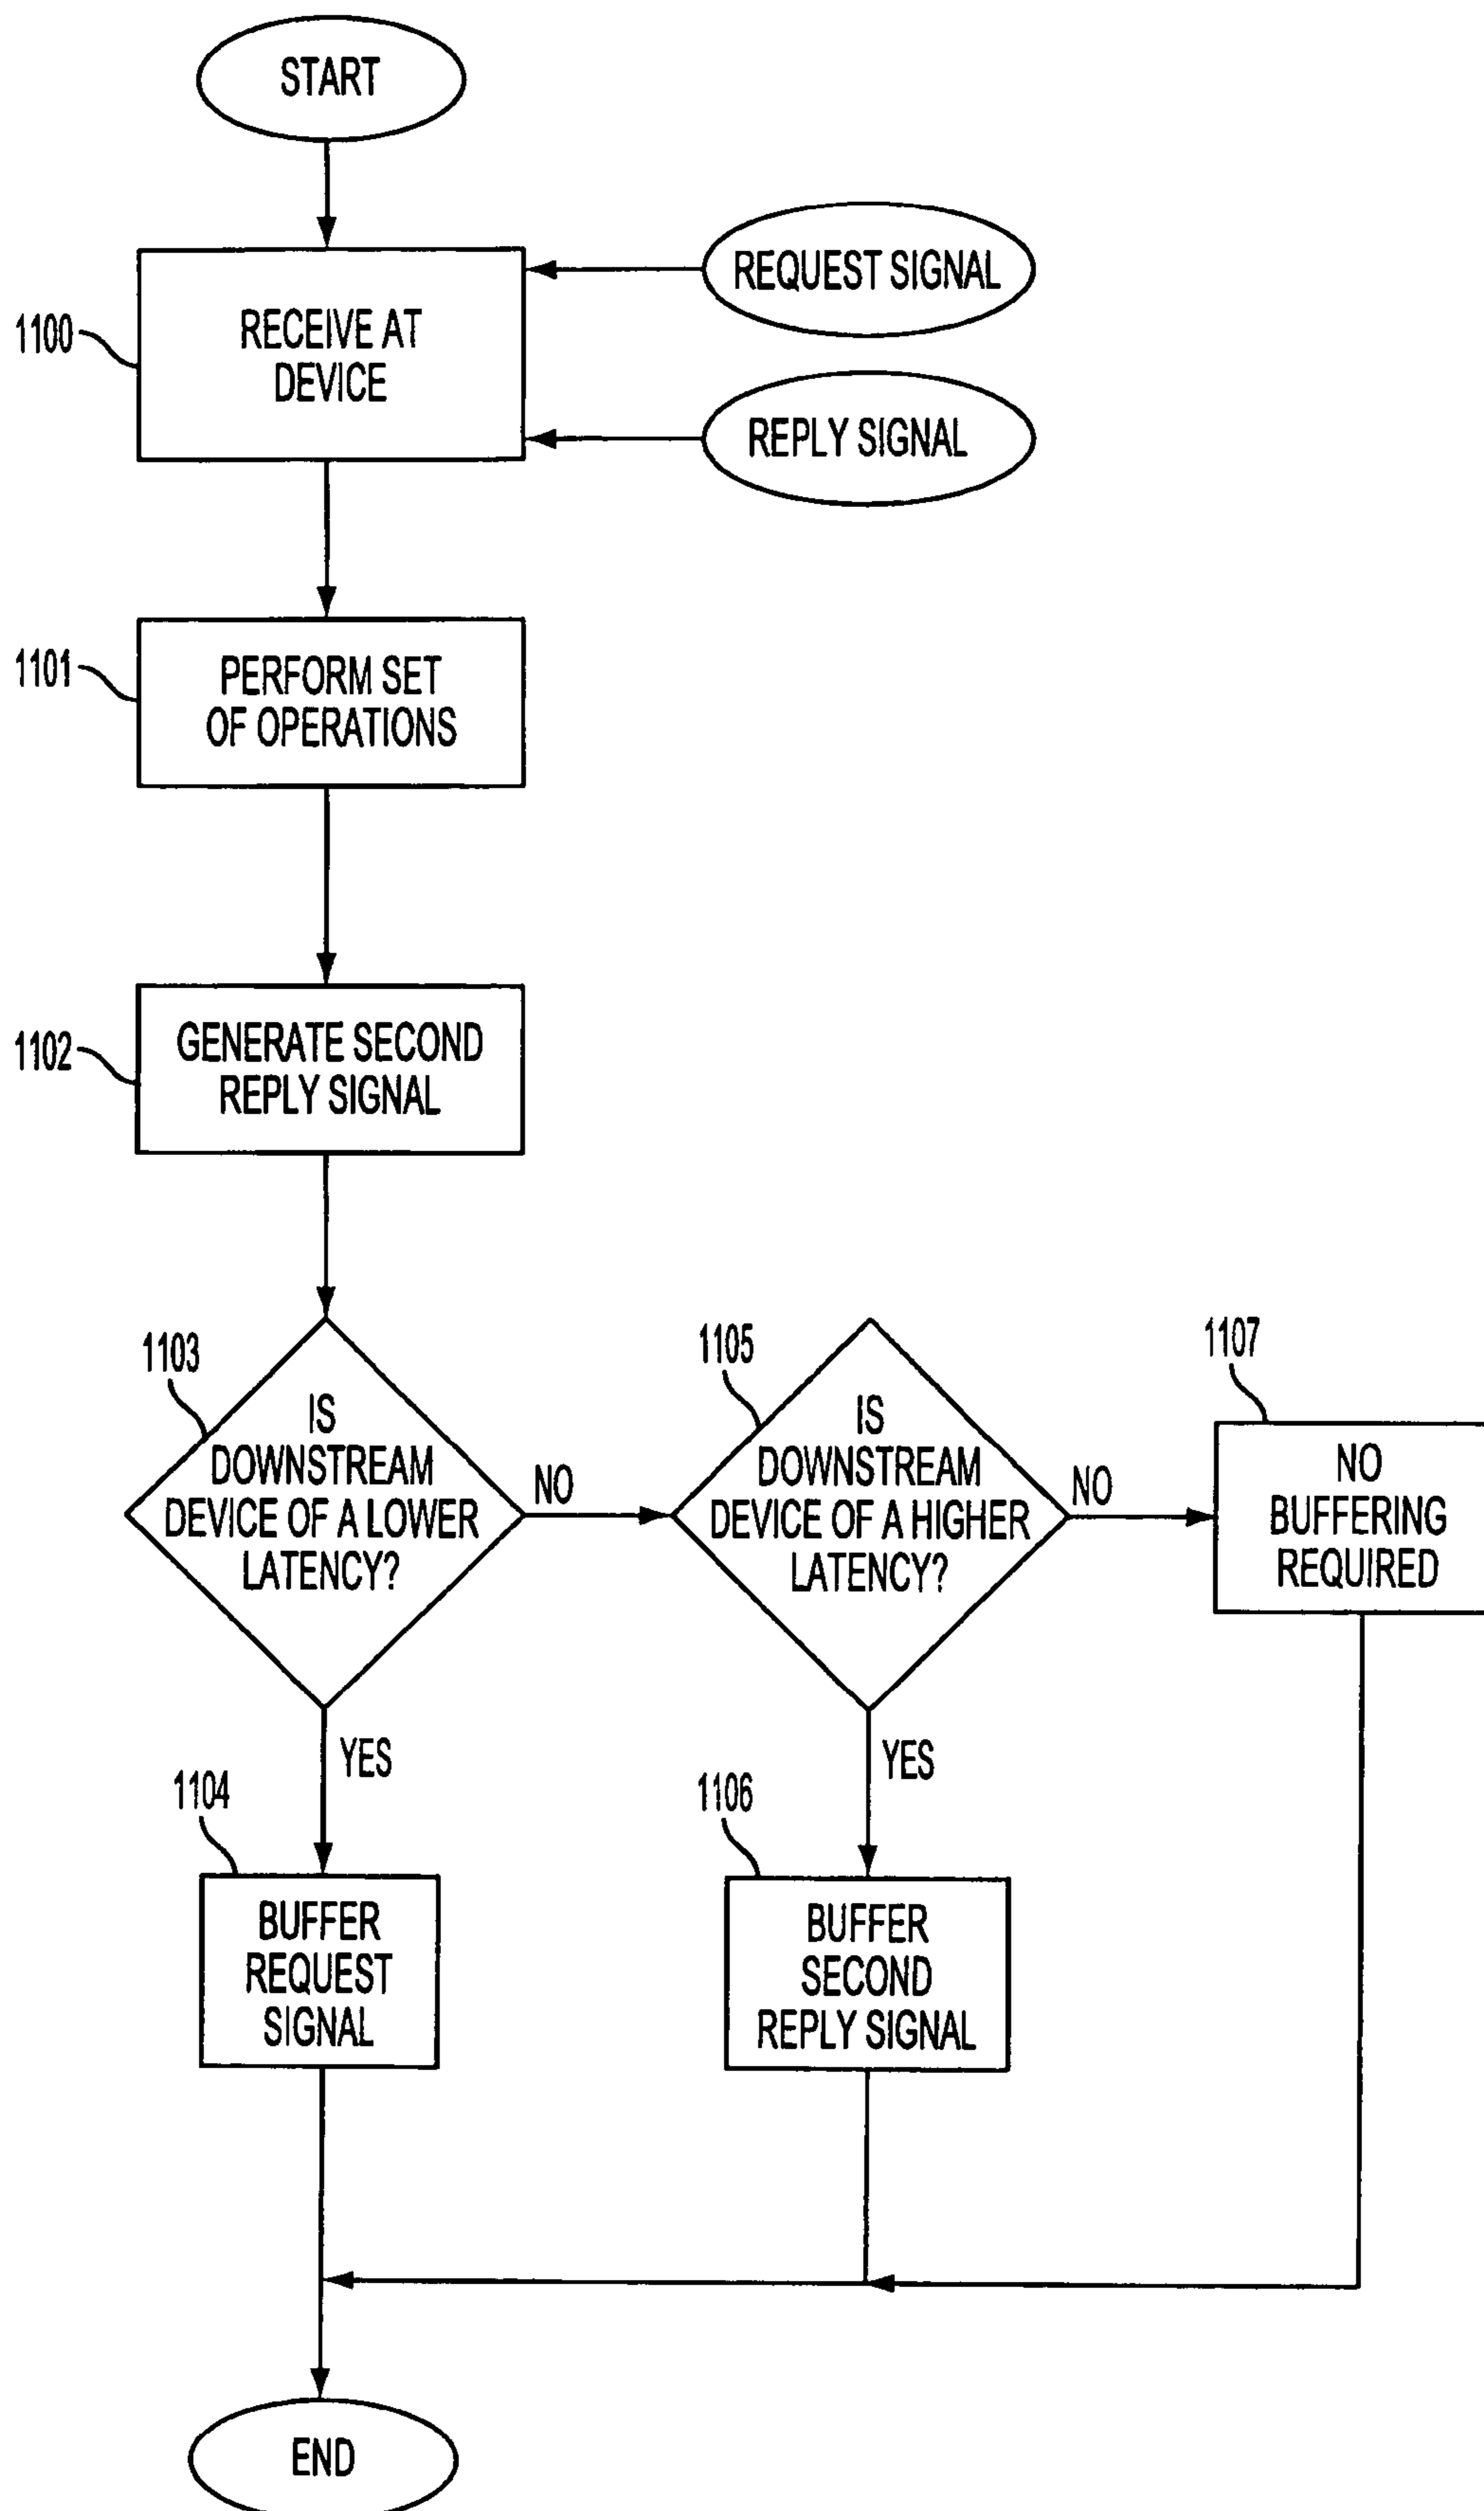 START
REQUEST SIGNAL
1100
RECEIVE AT
DEVICE
REPLY SIGNAL
1101
PERFORM SET
OF OPERATIONS
1102
GENERATE SECOND
REPLY SIGNAL
1103
IS
DOWNSTREAM
DEVICE OF A LOWER
LATENCY?
NO
1105
IS
DOWNSTREAM
DEVICE OF A HIGHER
LATENCY?
NO
1107
NO
BUFFERING
REQUIRED
YES
1104
BUFFER
REQUEST
SIGNAL
YES
1106
BUFFER
SECOND
REPLY SIGNAL
END